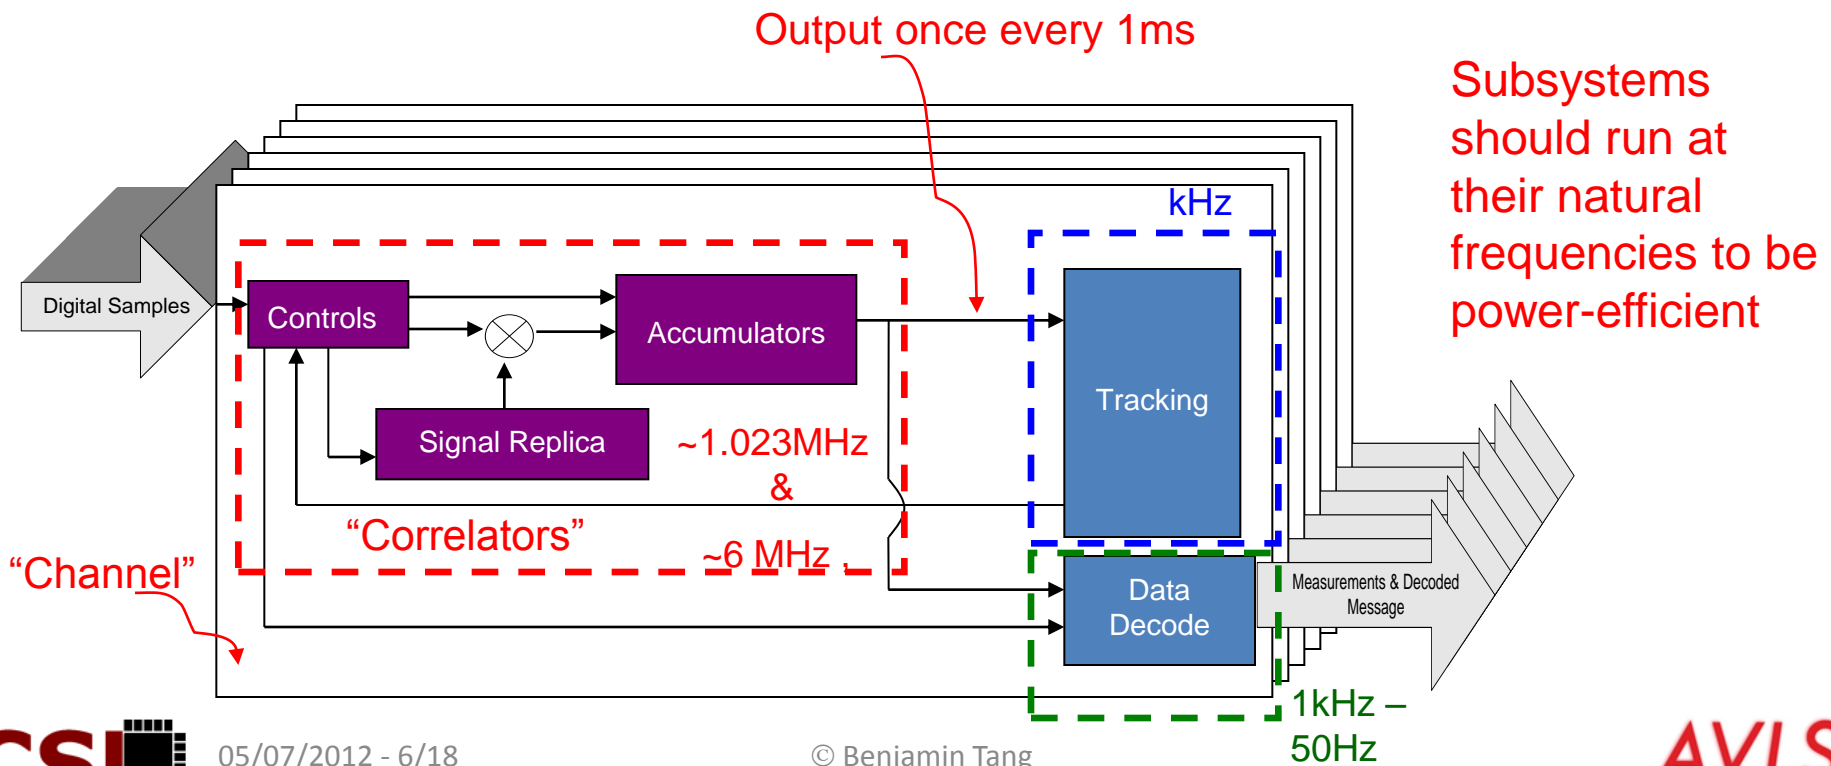 Output once every 1ms
Subsystems
should run at
their natural
frequencies to be
power-efficient
kHz
Digital Samples
Controls
Accumulators
Tracking
Signal Replica
~1.023MHz
&
~6 MHz ,
“Correlators”
“Channel”
Data
Decode
Measurements & Decoded
Message
1kHz –
50Hz
CSI
05/07/2012 - 6/18
© Benjamin Tang
AVIS